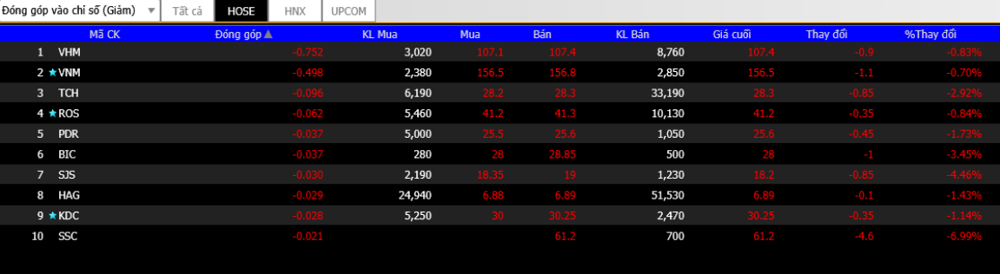 Đóng góp vào chỉ số (Giảm) Tất cả HOSE HNX UPCOM
Mã CK Đóng góp KL Mua Mua Bán KL Bán Giá cuối Thay đổi %Thay đổi
1 VHM -0.752 3,020 107.1 107.4 8,760 107.4 -0.9 -0.83%
2 VNM -0.498 2,380 156.5 156.8 2,850 156.5 -1.1 -0.70%
3 TCH -0.096 6,190 28.2 28.3 33,190 28.3 -0.85 -2.92%
4 ROS -0.062 5,460 41.2 41.3 10,130 41.2 -0.35 -0.84%
5 PDR -0.037 5,000 25.5 25.6 1,050 25.6 -0.45 -1.73%
6 BIC -0.037 280 28 28.85 500 28 -1 -3.45%
7 SJS -0.030 2,190 18.35 19 1,230 18.2 -0.85 -4.46%
8 HAG -0.029 24,940 6.88 6.89 51,530 6.89 -0.1 -1.43%
9 KDC -0.028 5,250 30 30.25 2,470 30.25 -0.35 -1.14%
10 SSC -0.021 61.2 700 61.2 -4.6 -6.99%